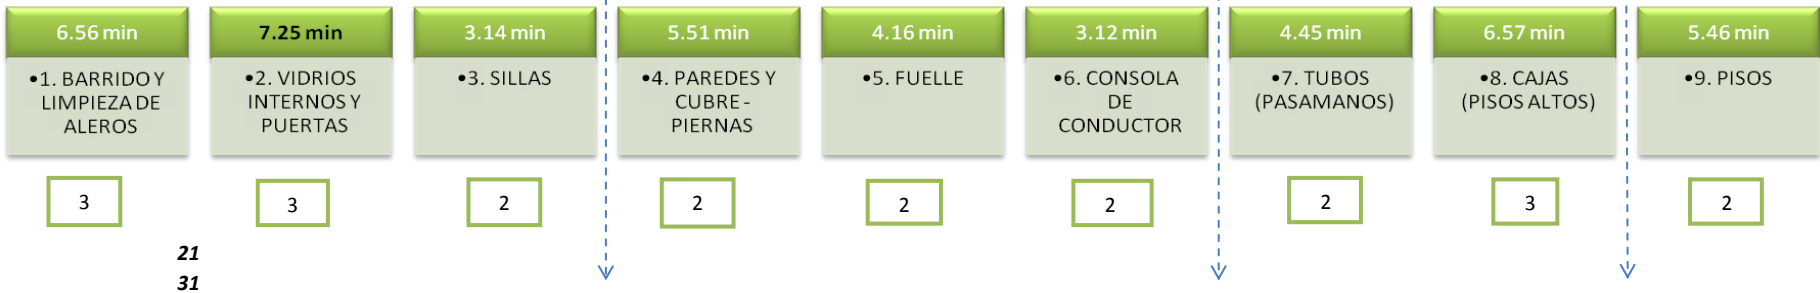 6.56 min
•1. BARRIDO Y
LIMPIEZA DE
ALEROS
3
7.25 min
•2. VIDRIOS
INTERNOS Y
PUERTAS
3
3.14 min
•3. SILLAS
2
5.51 min
•4. PAREDES Y
CUBRE -
PIERNAS
2
4.16 min
•5. FUELLE
2
3.12 min
•6. CONSOLA
DE
CONDUCTOR
2
4.45 min
•7. TUBOS
(PASAMANOS)
2
6.57 min
•8. CAJAS
(PISOS ALTOS)
3
5.46 min
•9. PISOS
2
21
31